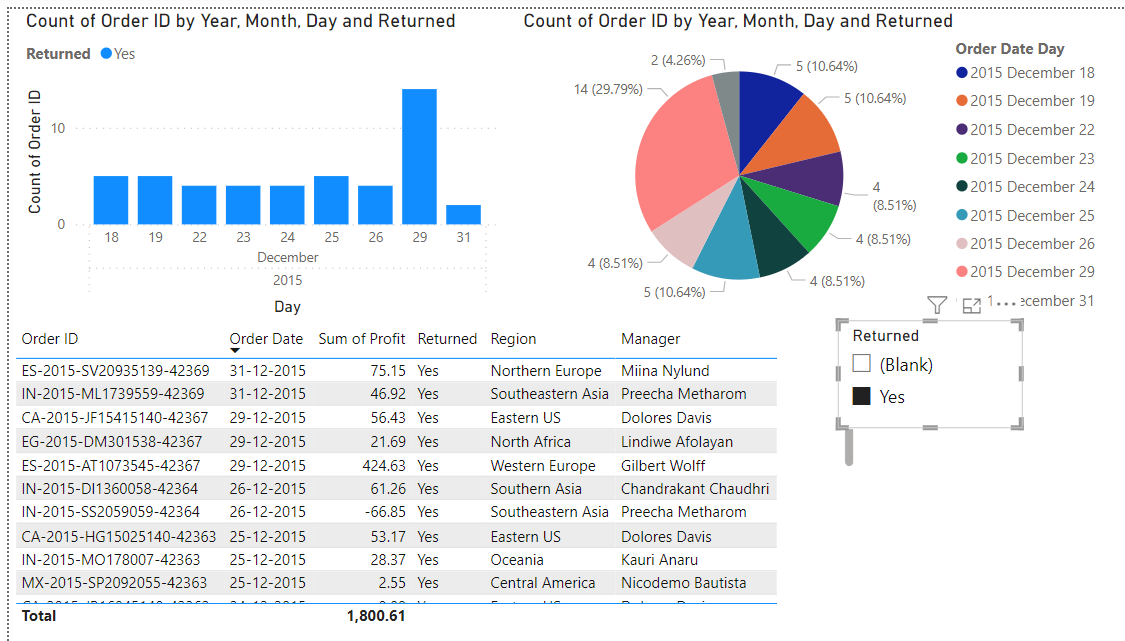 Count of Order ID by Year, Month, Day and Returned
Returned Yes
Count of Order ID
10
0
18 19 22 23 24 25 26 29 31
December
2015
Day
Count of Order ID by Year, Month, Day and Returned
2 (4.26%)
5 (10.64%)
14 (29.79%)
5 (10.64%)
4
(8.51%)
4 (8.51%)
4 (8.51%)
4 (8.51%)
5 (10.64%)
Order Date Day
2015 December 18
2015 December 19
2015 December 22
2015 December 23
2015 December 24
2015 December 25
2015 December 26
2015 December 29
ecember 31
Order ID Order Date Sum of Profit Returned Region Manager
ES-2015-SV20935139-42369 31-12-2015 75.15 Yes Northern Europe Miina Nylund
IN-2015-ML1739559-42369 31-12-2015 46.92 Yes Southeastern Asia Preecha Metharom
CA-2015-JF15415140-42367 29-12-2015 56.43 Yes Eastern US Dolores Davis
EG-2015-DM301538-42367 29-12-2015 21.69 Yes North Africa Lindiwe Afolayan
ES-2015-AT1073545-42367 29-12-2015 424.63 Yes Western Europe Gilbert Wolff
IN-2015-DI1360058-42364 26-12-2015 61.26 Yes Southern Asia Chandrakant Chaudhri
IN-2015-SS2059059-42364 26-12-2015 -66.85 Yes Southeastern Asia Preecha Metharom
CA-2015-HG15025140-42363 25-12-2015 53.17 Yes Eastern US Dolores Davis
IN-2015-MO178007-42363 25-12-2015 28.37 Yes Oceania Kauri Anaru
MX-2015-SP2092055-42363 25-12-2015 2.55 Yes Central America Nicodemo Bautista
Total 1,800.61
Returned
(Blank)
Yes